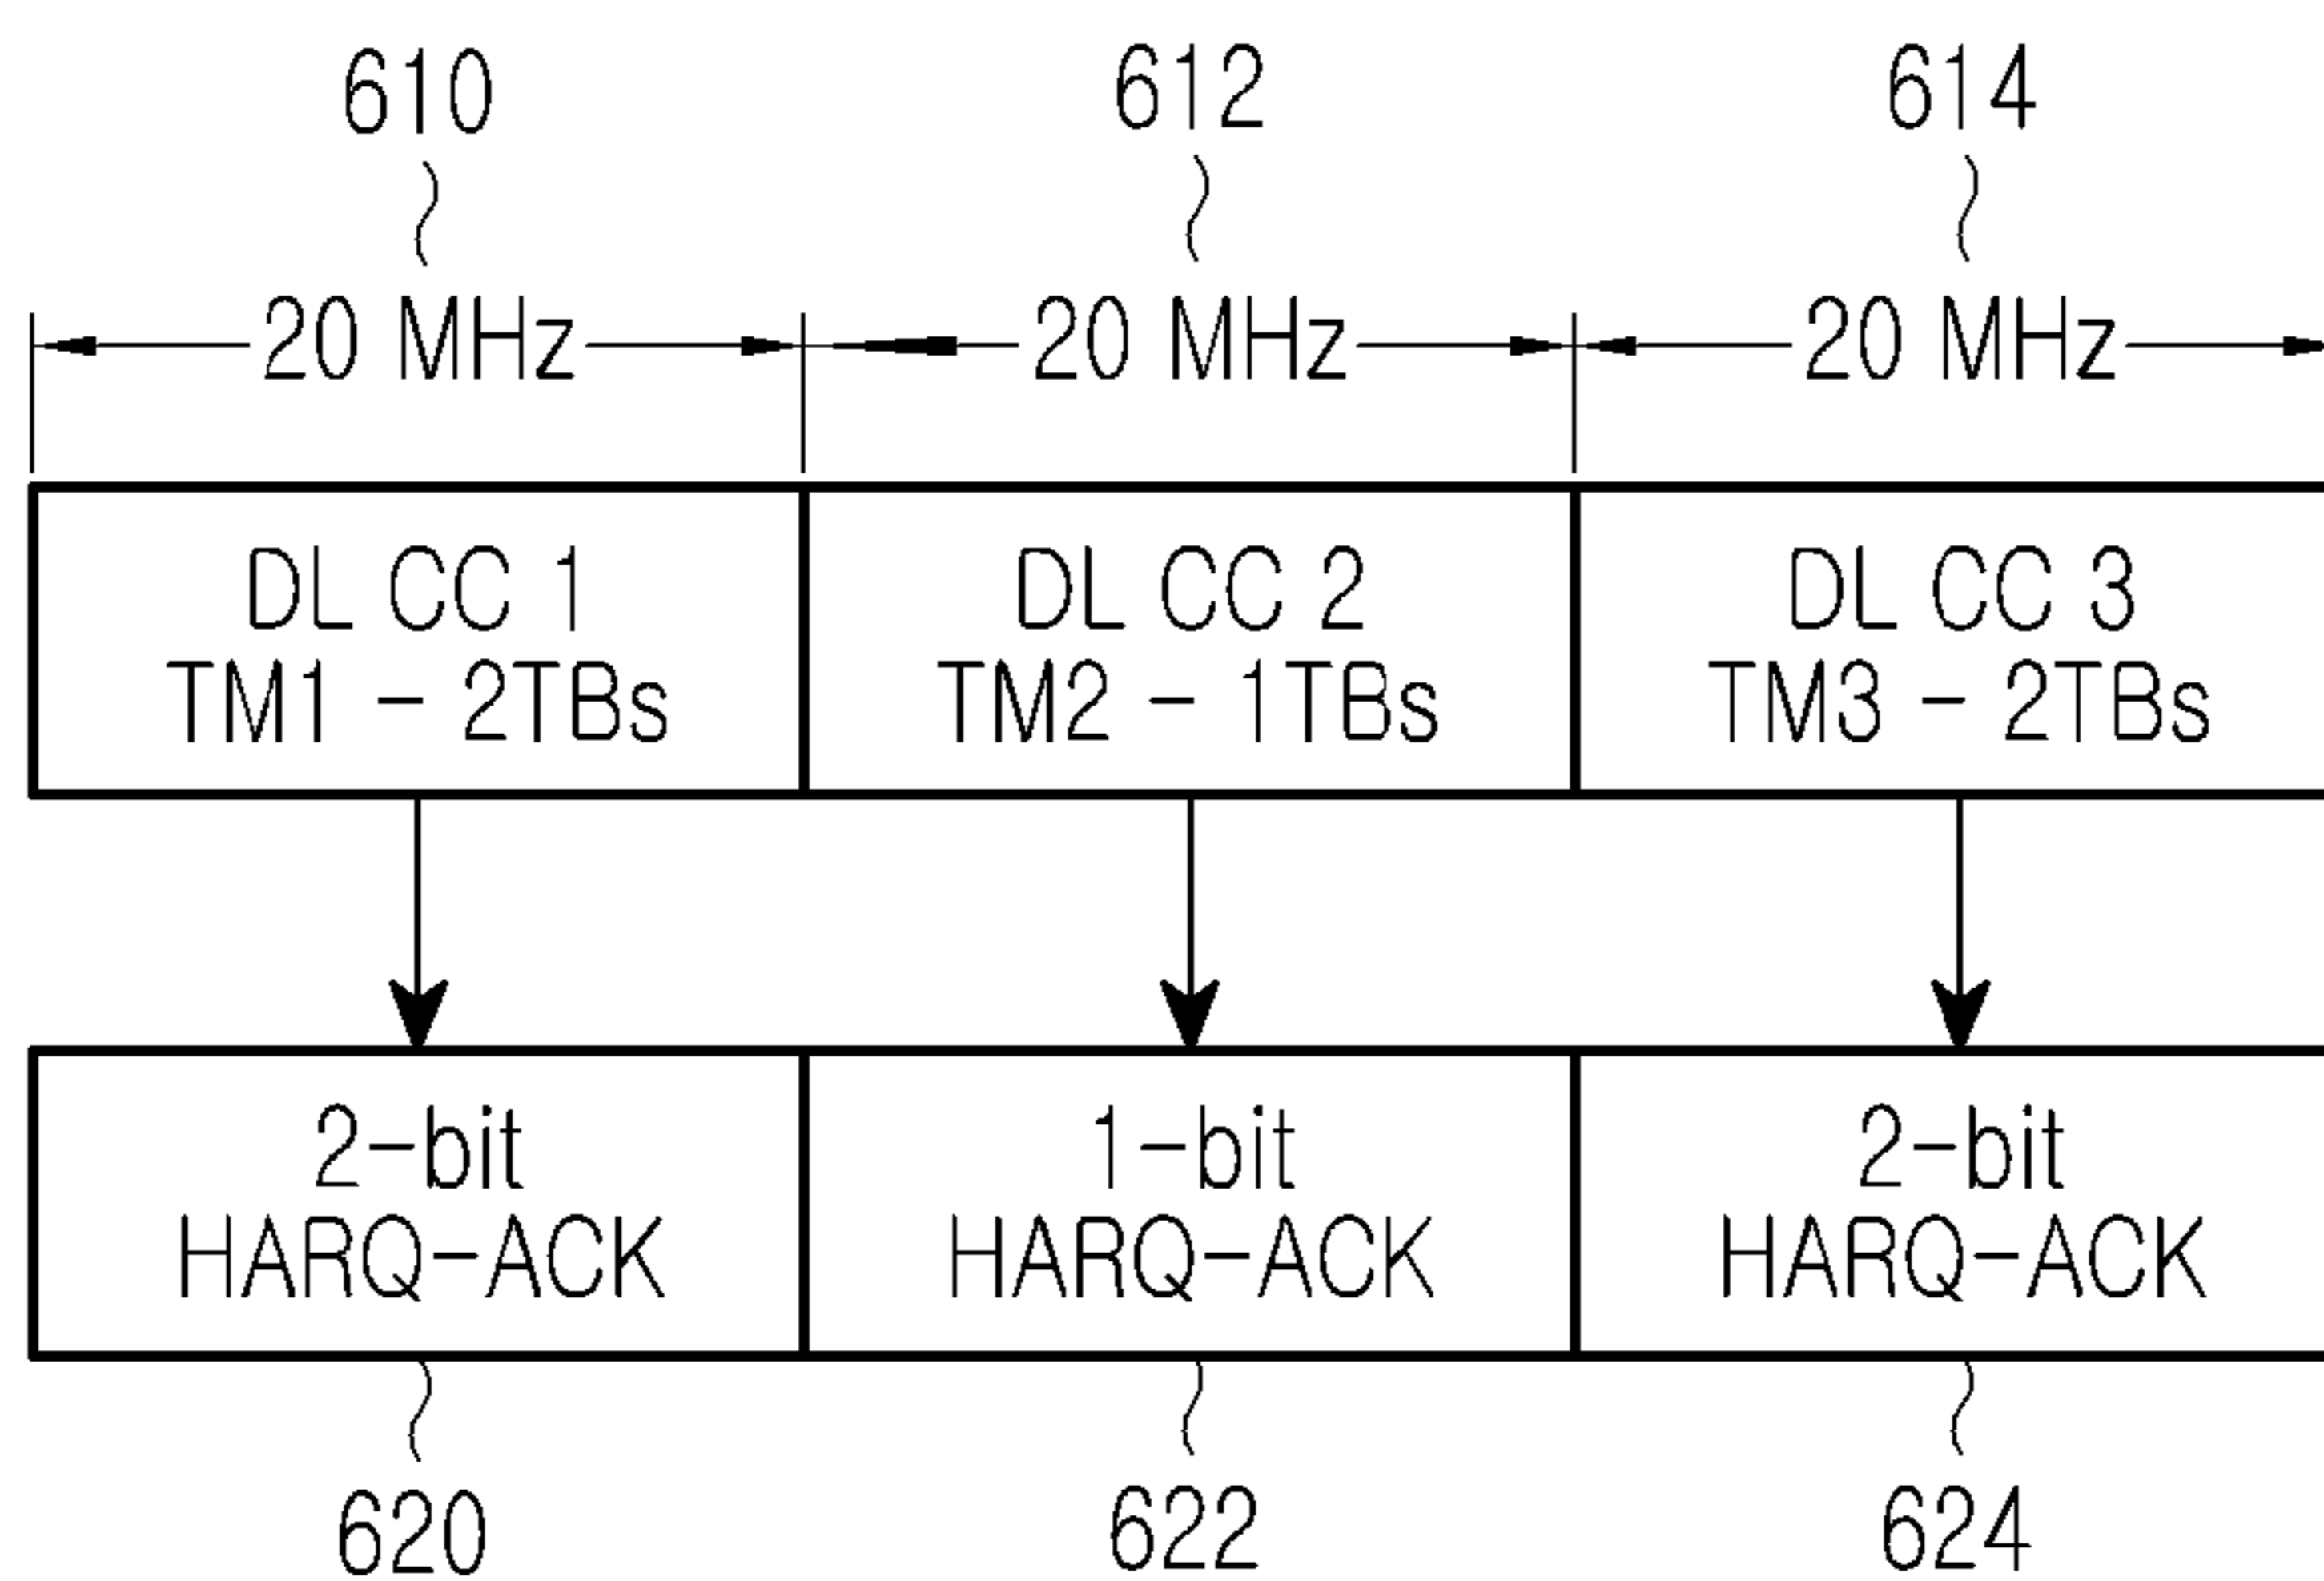 610 612 614
20 MHz 20 MHz 20 MHz
DL CC 1 DL CC 2 DL CC 3
TM1 - 2TBs TM2 - 1TBs TM3 - 2TBs
2-bit 1-bit 2-bit
HARQ-ACK HARQ-ACK HARQ-ACK
620 622 624